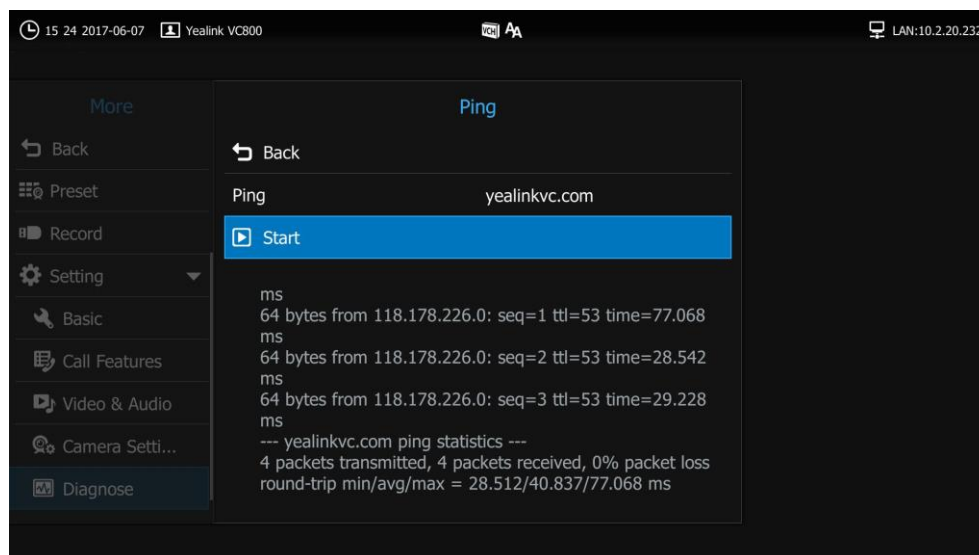 15 24 2017-06-07 Yealink VC800 VCH AA LAN:10.2.20.232
More
Back
Preset
Record
Setting
Basic
Call Features
Video & Audio
Camera Setti...
Diagnose
Ping
Back
Ping yealinkvc.com
Start
ms
64 bytes from 118.178.226.0: seq=1 ttl=53 time=77.068
ms
64 bytes from 118.178.226.0: seq=2 ttl=53 time=28.542
ms
64 bytes from 118.178.226.0: seq=3 ttl=53 time=29.228
ms
--- yealinkvc.com ping statistics ---
4 packets transmitted, 4 packets received, 0% packet loss
round-trip min/avg/max = 28.512/40.837/77.068 ms